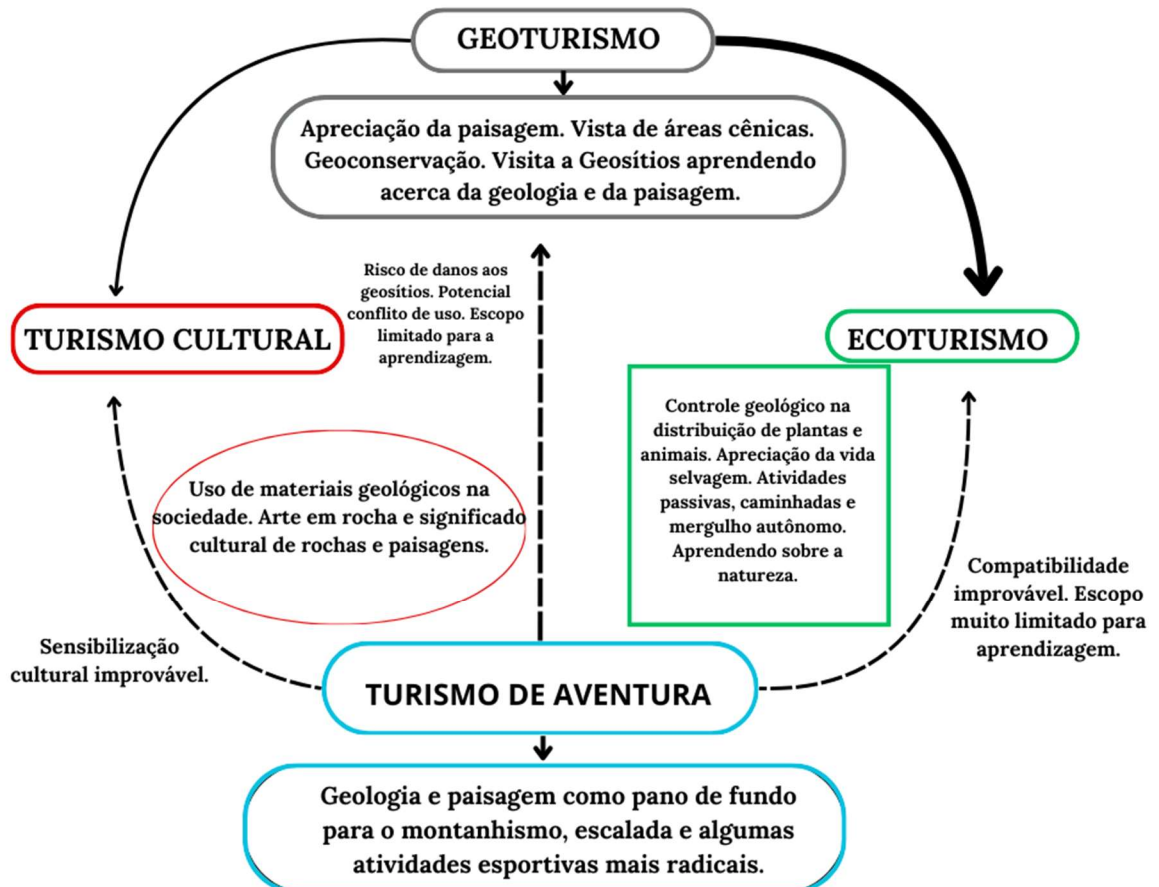 GEOTURISMO
Apreciação da paisagem. Vista de áreas cênicas.
Geoconservação. Visita a Geosítios aprendendo
acerca da geologia e da paisagem.
Risco de danos aos
geosítios. Potencial
conflito de uso. Escopo
limitado para a
aprendizagem.
TURISMO CULTURAL
ECOTURISMO
Controle geológico na
distribuição de plantas e
animais. Apreciação da vida
selvagem. Atividades
passivas, caminhadas e
mergulho autônomo.
Aprendendo sobre a
natureza.
Uso de materiais geológicos na
sociedade. Arte em rocha e significado
cultural de rochas e paisagens.
Compatibilidade
improvável. Escopo
muito limitado para
aprendizagem.
Sensibilização
cultural improvável.
TURISMO DE AVENTURA
Geologia e paisagem como pano de fundo
para o montanhismo, escalada e algumas
atividades esportivas mais radicais.